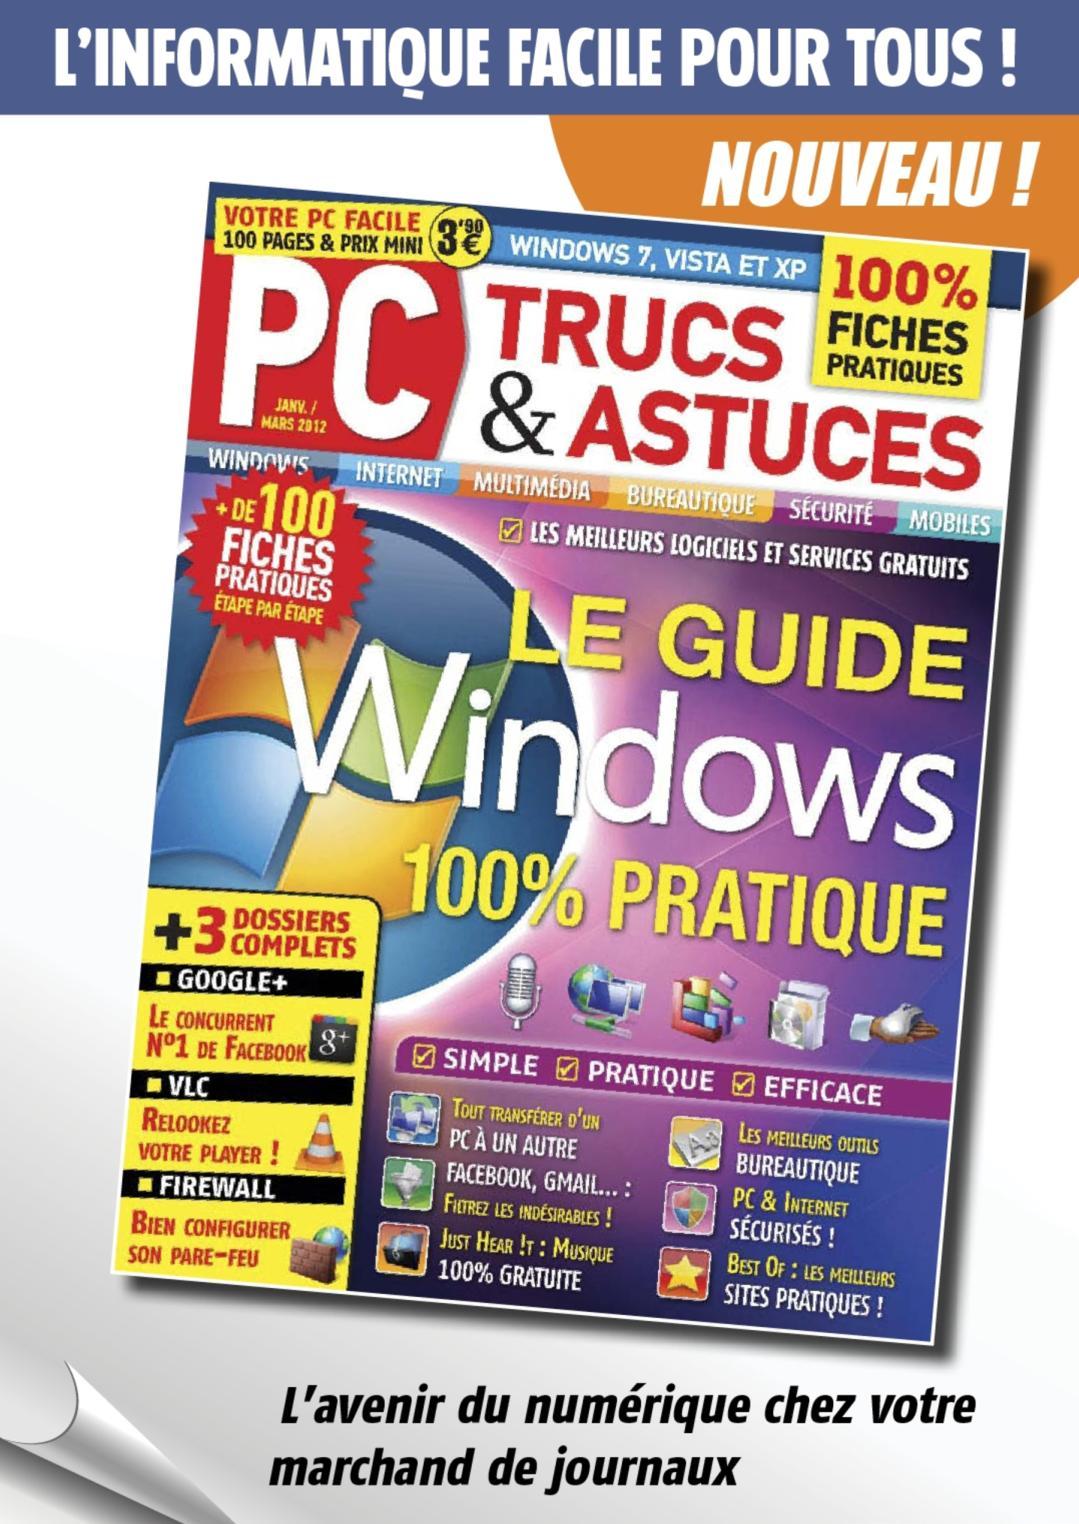 L'INFORMATIQUE FACILE POUR TOUS !
NOUVEAU !
VOTRE PC FACILE
100 PAGES & PRIX MINI
3'90 €
WINDOWS 7, VISTA ET XP
100%
FICHES
PRATIQUES
PC
TRUCS
& ASTUCES
JANV. /
MARS 2012
WINDOWS INTERNET MULTIMÉDIA BUREAUTIQUE SÉCURITÉ MOBILES
+ DE 100
FICHES
PRATIQUES
ÉTAPE PAR ÉTAPE
LES MEILLEURS LOGICIELS ET SERVICES GRATUITS
LE GUIDE
Windows
100% PRATIQUE
+3 DOSSIERS
COMPLETS
GOOGLE+
LE CONCURRENT
N°1 DE FACEBOOK
g+
VLC
RELOOKEZ
VOTRE PLAYER !
FIREWALL
BIEN CONFIGURER
SON PARE-FEU
SIMPLE PRATIQUE EFFICACE
TOUT TRANSFÉRER D'UN
PC À UN AUTRE
FACEBOOK, GMAIL... :
FILTREZ LES INDÉSIRABLES !
JUST HEAR !T : MUSIQUE
100% GRATUITE
LES MEILLEURS OUTILS
BUREAUTIQUE
PC & INTERNET
SÉCURISÉS !
BEST OF : LES MEILLEURS
SITES PRATIQUES !
L'avenir du numérique chez votre
marchand de journaux